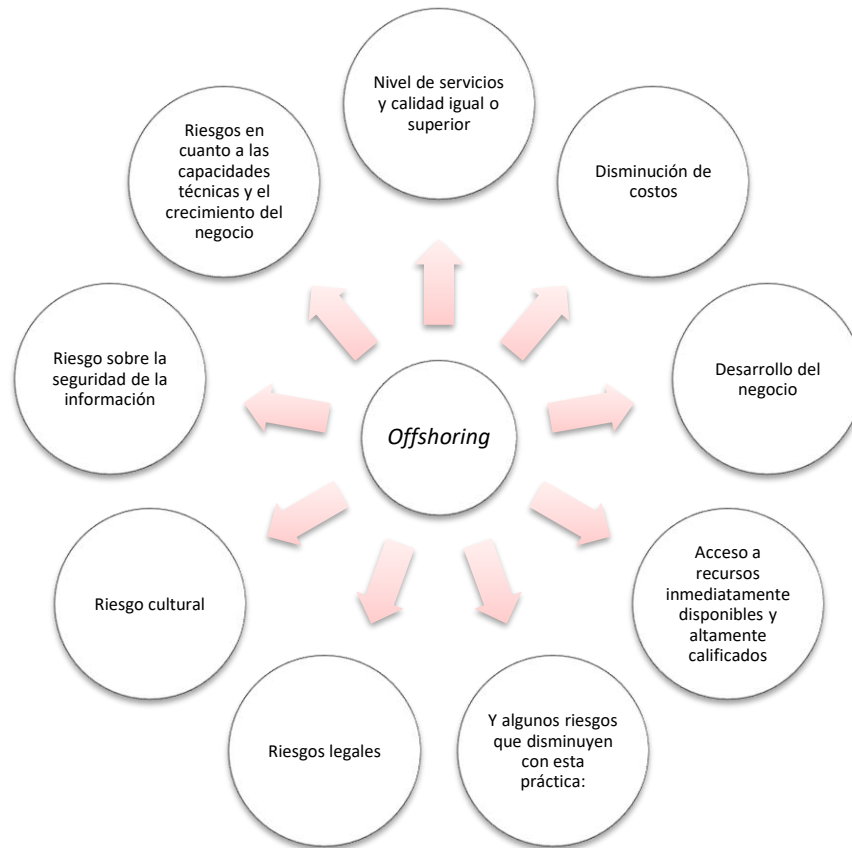 Nivel de servicios
y calidad igual o
superior
Disminución de
costos
Desarrollo del
negocio
Acceso a
recursos
inmediatamente
disponibles y
altamente
calificados
Y algunos riesgos
que disminuyen
con esta
práctica:
Riesgos legales
Riesgo cultural
Riesgo sobre la
seguridad de la
información
Riesgos en
cuanto a las
capacidades
técnicas y el
crecimiento del
negocio
Offshoring